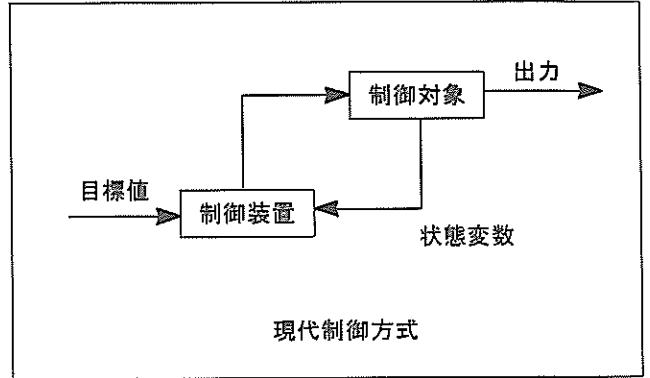 出力
制御対象
目標値
制御装置
状態変数
現代制御方式